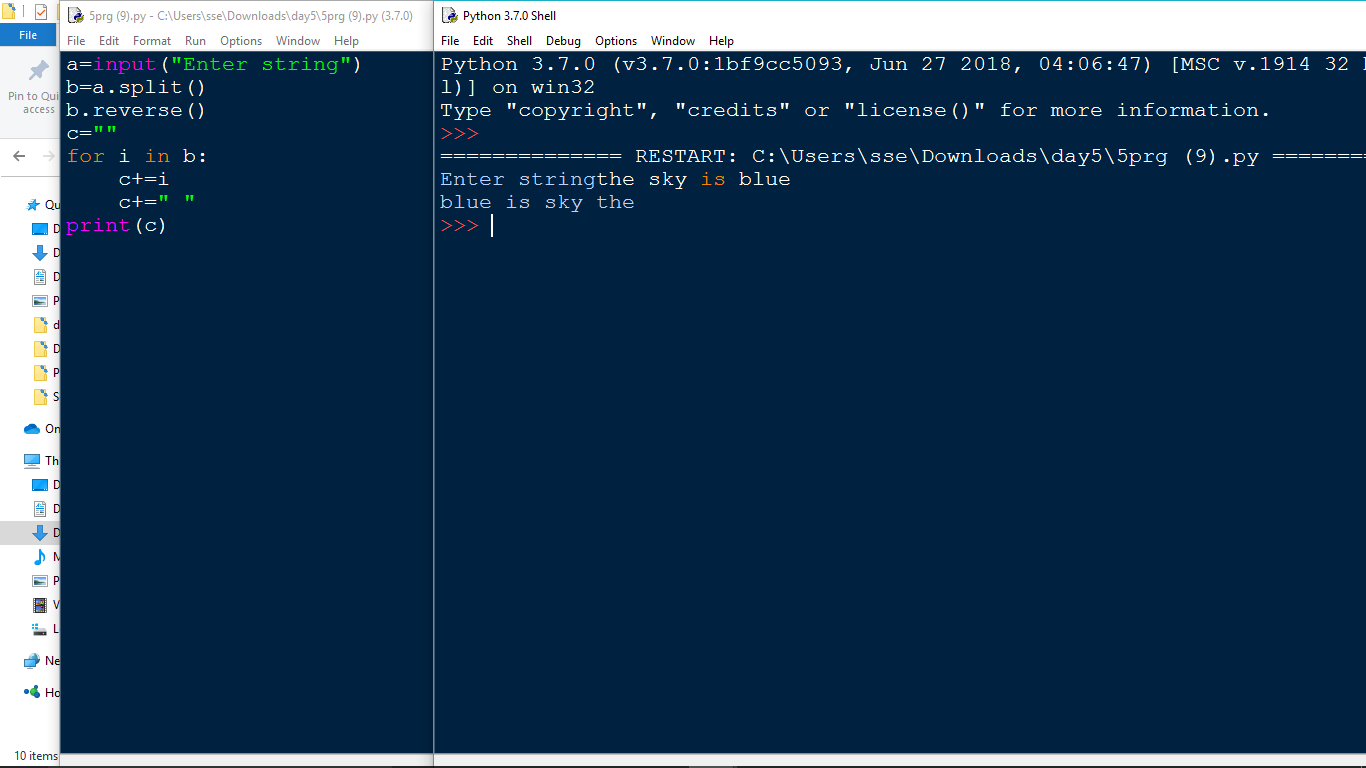 File
Pin to Qui
access
Qu
D
D
D
P
d
D
P
S
On
Th
D
D
D
M
P
V
L
Ne
Ho
10 items
5prg (9).py - C:\Users\sse\Downloads\day5\5prg (9).py (3.7.0)
File Edit Format Run Options Window Help
a=input("Enter string")
b=a.split()
b.reverse()
c=""
for i in b:
    c+=i
    c+=" "
print(c)
Python 3.7.0 Shell
File Edit Shell Debug Options Window Help
Python 3.7.0 (v3.7.0:1bf9cc5093, Jun 27 2018, 04:06:47) [MSC v.1914 32
l)] on win32
Type "copyright", "credits" or "license()" for more information.
>>>
============== RESTART: C:\Users\sse\Downloads\day5\5prg (9).py ========
Enter stringthe sky is blue
blue is sky the
>>>